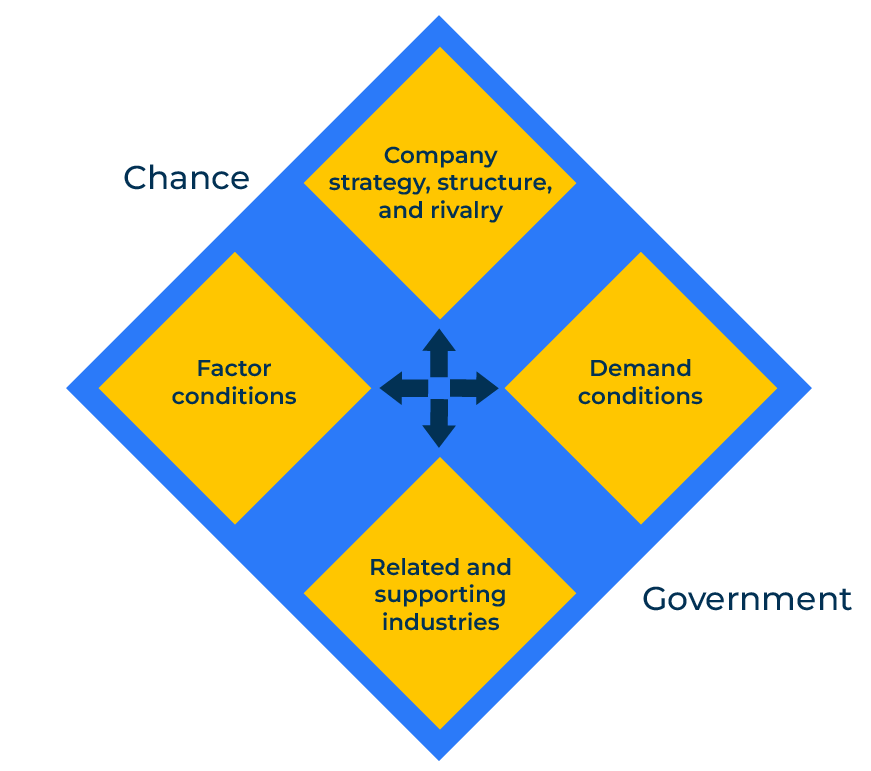 Company
strategy, structure,
and rivalry
Chance
Factor
conditions
Demand
conditions
Related and
supporting
industries
Government